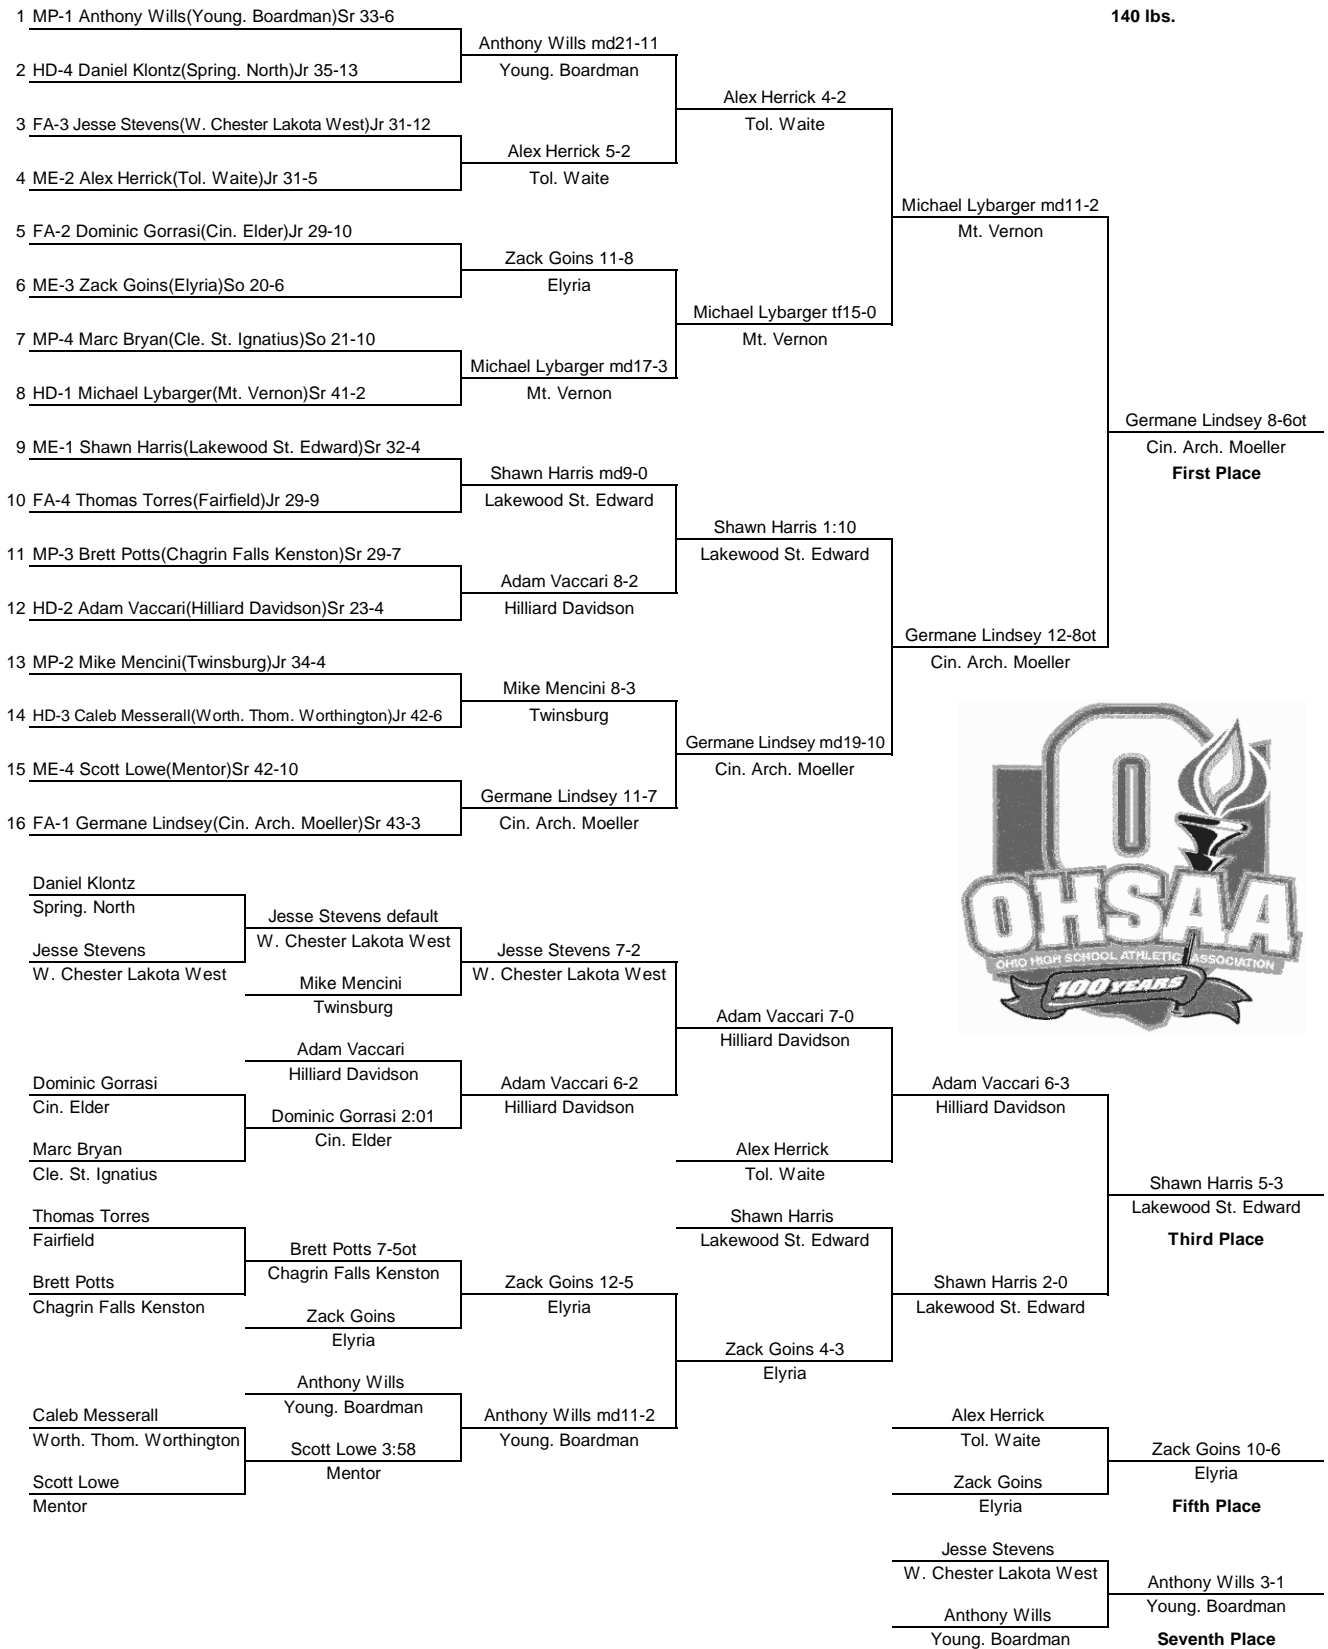 140 lbs.
1 MP-1 Anthony Wills(Young. Boardman)Sr 33-6
Anthony Wills md21-11
Young. Boardman
2 HD-4 Daniel Klontz(Spring. North)Jr 35-13
Alex Herrick 4-2
Tol. Waite
3 FA-3 Jesse Stevens(W. Chester Lakota West)Jr 31-12
Alex Herrick 5-2
Tol. Waite
4 ME-2 Alex Herrick(Tol. Waite)Jr 31-5
Michael Lybarger md11-2
Mt. Vernon
5 FA-2 Dominic Gorrasi(Cin. Elder)Jr 29-10
Zack Goins 11-8
Elyria
6 ME-3 Zack Goins(Elyria)So 20-6
Michael Lybarger tf15-0
Mt. Vernon
7 MP-4 Marc Bryan(Cle. St. Ignatius)So 21-10
Michael Lybarger md17-3
Mt. Vernon
8 HD-1 Michael Lybarger(Mt. Vernon)Sr 41-2
Germane Lindsey 8-6ot
Cin. Arch. Moeller
First Place
9 ME-1 Shawn Harris(Lakewood St. Edward)Sr 32-4
Shawn Harris md9-0
Lakewood St. Edward
10 FA-4 Thomas Torres(Fairfield)Jr 29-9
Shawn Harris 1:10
Lakewood St. Edward
11 MP-3 Brett Potts(Chagrin Falls Kenston)Sr 29-7
Adam Vaccari 8-2
Hilliard Davidson
12 HD-2 Adam Vaccari(Hilliard Davidson)Sr 23-4
Germane Lindsey 12-8ot
Cin. Arch. Moeller
13 MP-2 Mike Mencini(Twinsburg)Jr 34-4
Mike Mencini 8-3
Twinsburg
14 HD-3 Caleb Messerall(Worth. Thom. Worthington)Jr 42-6
Germane Lindsey md19-10
Cin. Arch. Moeller
15 ME-4 Scott Lowe(Mentor)Sr 42-10
Germane Lindsey 11-7
Cin. Arch. Moeller
16 FA-1 Germane Lindsey(Cin. Arch. Moeller)Sr 43-3
O
OHSAA
OHIO HIGH SCHOOL ATHLETIC ASSOCIATION
100 YEARS
Daniel Klontz
Spring. North
Jesse Stevens default
W. Chester Lakota West
Jesse Stevens
W. Chester Lakota West
Jesse Stevens 7-2
W. Chester Lakota West
Mike Mencini
Twinsburg
Adam Vaccari 7-0
Hilliard Davidson
Adam Vaccari
Hilliard Davidson
Dominic Gorrasi
Cin. Elder
Adam Vaccari 6-2
Hilliard Davidson
Adam Vaccari 6-3
Hilliard Davidson
Dominic Gorrasi 2:01
Cin. Elder
Marc Bryan
Cle. St. Ignatius
Alex Herrick
Tol. Waite
Shawn Harris 5-3
Lakewood St. Edward
Third Place
Thomas Torres
Fairfield
Shawn Harris
Lakewood St. Edward
Brett Potts 7-5ot
Chagrin Falls Kenston
Brett Potts
Chagrin Falls Kenston
Zack Goins 12-5
Elyria
Shawn Harris 2-0
Lakewood St. Edward
Zack Goins
Elyria
Zack Goins 4-3
Elyria
Anthony Wills
Young. Boardman
Caleb Messerall
Worth. Thom. Worthington
Anthony Wills md11-2
Young. Boardman
Alex Herrick
Tol. Waite
Scott Lowe 3:58
Mentor
Zack Goins 10-6
Elyria
Fifth Place
Scott Lowe
Mentor
Zack Goins
Elyria
Jesse Stevens
W. Chester Lakota West
Anthony Wills 3-1
Young. Boardman
Seventh Place
Anthony Wills
Young. Boardman